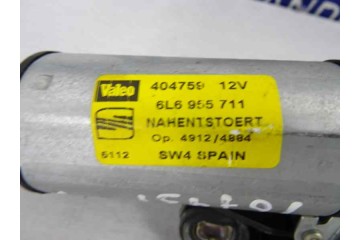 Valeo 404759 12V
6L6 955 711
NAHENTSTOERT
Op. 4912/4884
5112 SW4 SPAIN